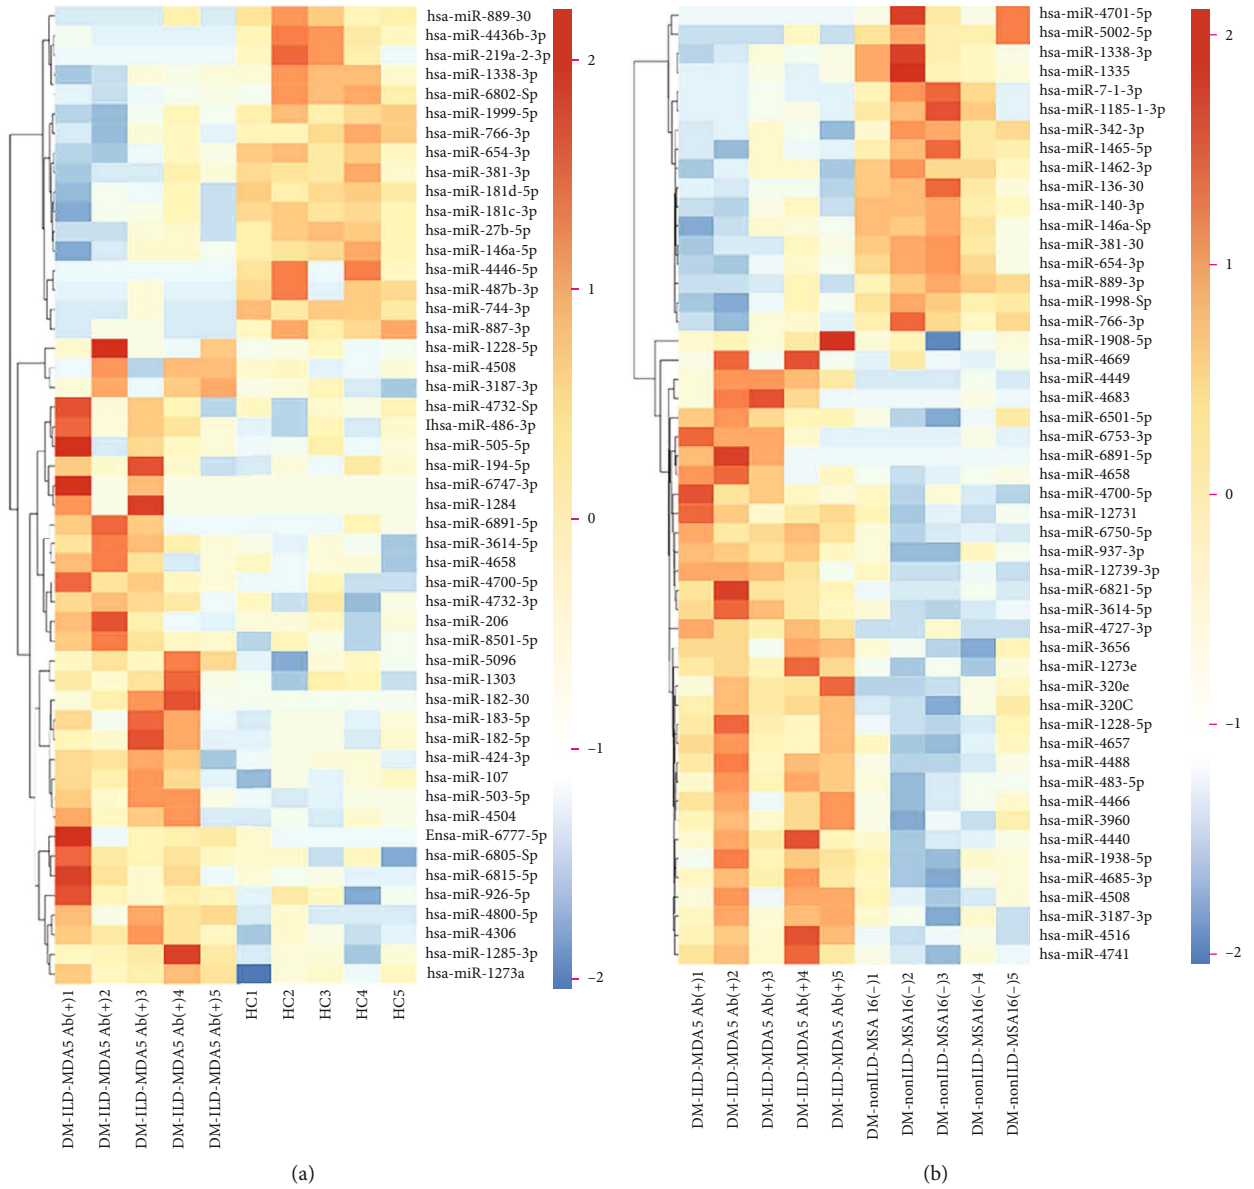 hsa-miR-889-30
hsa-miR-4436b-3p
hsa-miR-219a-2-3p
hsa-miR-1338-3p
hsa-miR-6802-Sp
hsa-miR-1999-5p
hsa-miR-766-3p
hsa-miR-654-3p
hsa-miR-381-3p
hsa-miR-181d-5p
hsa-miR-181c-3p
hsa-miR-27b-5p
hsa-miR-146a-5p
hsa-miR-4446-5p
hsa-miR-487b-3p
hsa-miR-744-3p
hsa-miR-887-3p
hsa-miR-1228-5p
hsa-miR-4508
hsa-miR-3187-3p
hsa-miR-4732-Sp
Ihsa-miR-486-3p
hsa-miR-505-5p
hsa-miR-194-5p
hsa-miR-6747-3p
hsa-miR-1284
hsa-miR-6891-5p
hsa-miR-3614-5p
hsa-miR-4658
hsa-miR-4700-5p
hsa-miR-4732-3p
hsa-miR-206
hsa-miR-8501-5p
hsa-miR-5096
hsa-miR-1303
hsa-miR-182-30
hsa-miR-183-5p
hsa-miR-182-5p
hsa-miR-424-3p
hsa-miR-107
hsa-miR-503-5p
hsa-miR-4504
Ensa-miR-6777-5p
hsa-miR-6805-Sp
hsa-miR-6815-5p
hsa-miR-926-5p
hsa-miR-4800-5p
hsa-miR-4306
hsa-miR-1285-3p
hsa-miR-1273a
2
1
0
−1
−2
DM-ILD-MDA5 Ab(+)1
DM-ILD-MDA5 Ab(+)2
DM-ILD-MDA5 Ab(+)3
DM-ILD-MDA5 Ab(+)4
DM-ILD-MDA5 Ab(+)5
HC1
HC2
HC3
HC4
HC5
(a)
hsa-miR-4701-5p
hsa-miR-5002-5p
hsa-miR-1338-3p
hsa-miR-1335
hsa-miR-7-1-3p
hsa-miR-1185-1-3p
hsa-miR-342-3p
hsa-miR-1465-5p
hsa-miR-1462-3p
hsa-miR-136-30
hsa-miR-140-3p
hsa-miR-146a-Sp
hsa-miR-381-30
hsa-miR-654-3p
hsa-miR-889-3p
hsa-miR-1998-Sp
hsa-miR-766-3p
hsa-miR-1908-5p
hsa-miR-4669
hsa-miR-4449
hsa-miR-4683
hsa-miR-6501-5p
hsa-miR-6753-3p
hsa-miR-6891-5p
hsa-miR-4658
hsa-miR-4700-5p
hsa-miR-12731
hsa-miR-6750-5p
hsa-miR-937-3p
hsa-miR-12739-3p
hsa-miR-6821-5p
hsa-miR-3614-5p
hsa-miR-4727-3p
hsa-miR-3656
hsa-miR-1273e
hsa-miR-320e
hsa-miR-320C
hsa-miR-1228-5p
hsa-miR-4657
hsa-miR-4488
hsa-miR-483-5p
hsa-miR-4466
hsa-miR-3960
hsa-miR-4440
hsa-miR-1938-5p
hsa-miR-4685-3p
hsa-miR-4508
hsa-miR-3187-3p
hsa-miR-4516
hsa-miR-4741
2
1
0
−1
−2
DM-ILD-MDA5 Ab(+)1
DM-ILD-MDA5 Ab(+)2
DM-ILD-MDA5 Ab(+)3
DM-ILD-MDA5 Ab(+)4
DM-ILD-MDA5 Ab(+)5
DM-nonILD-MSA 16(−)1
DM-nonILD-MSA16(−)2
DM-nonILD-MSA16(−)3
DM-nonILD-MSA16(−)4
DM-nonILD-MSA16(−)5
(b)